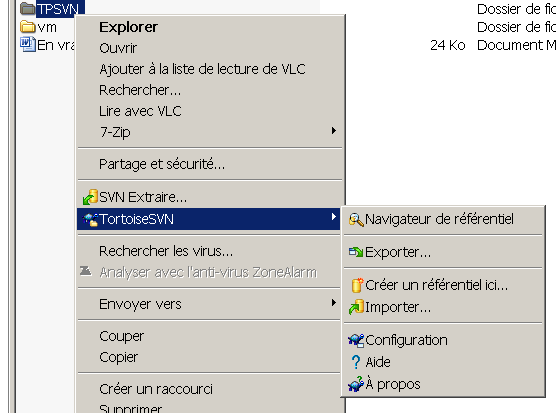 TPSVN
Dossier de fic
vm
Dossier de fic
En vra
24 Ko Document M
Explorer
Ouvrir
Ajouter à la liste de lecture de VLC
Rechercher...
Lire avec VLC
7-Zip
Partage et sécurité...
SVN Extraire...
TortoiseSVN
Rechercher les virus...
Analyser avec l'anti-virus ZoneAlarm
Envoyer vers
Couper
Copier
Créer un raccourci
Supprimer
Navigateur de référentiel
Exporter...
Créer un référentiel ici...
Importer...
Configuration
? Aide
À propos